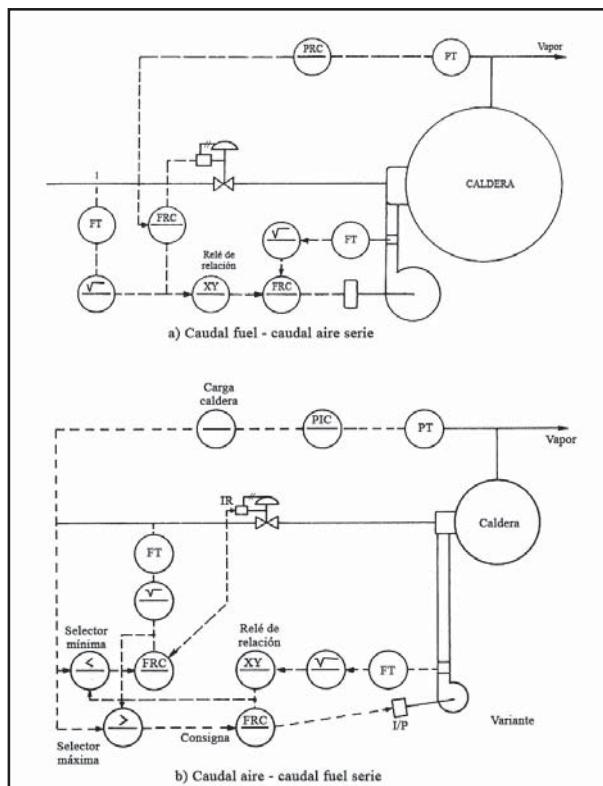 PRC
PT
Vapor
CALDERA
FT
FRC
√
FT
Relé de
relación
√
XY
FRC
a) Caudal fuel - caudal aire serie
Carga
caldera
PIC
PT
Vapor
IR
Caldera
FT
√
Selector
mínima
Relé de
relación
<
FRC
XY
√
FT
>
Consigna
FRC
I/P
Variante
Selector
máxima
b) Caudal aire - caudal fuel serie